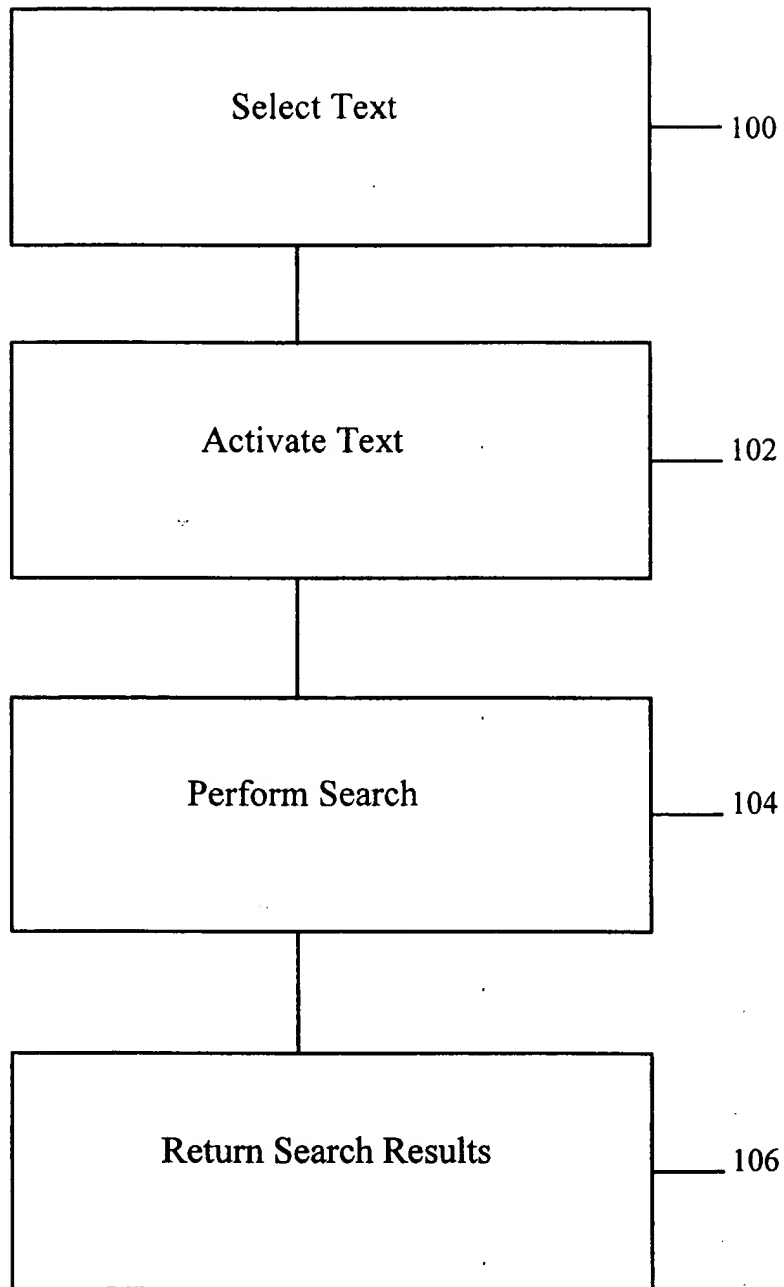 Select Text
100
Activate Text
102
Perform Search
104
Return Search Results
106